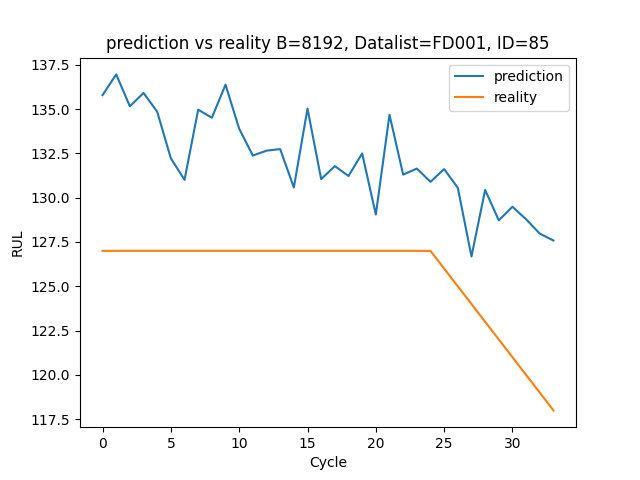 prediction vs reality B=8192, Datalist=FD001, ID=85
137.5
135.0
132.5
130.0
127.5
125.0
122.5
120.0
117.5
RUL
prediction
reality
0 5 10 15 20 25 30
Cycle